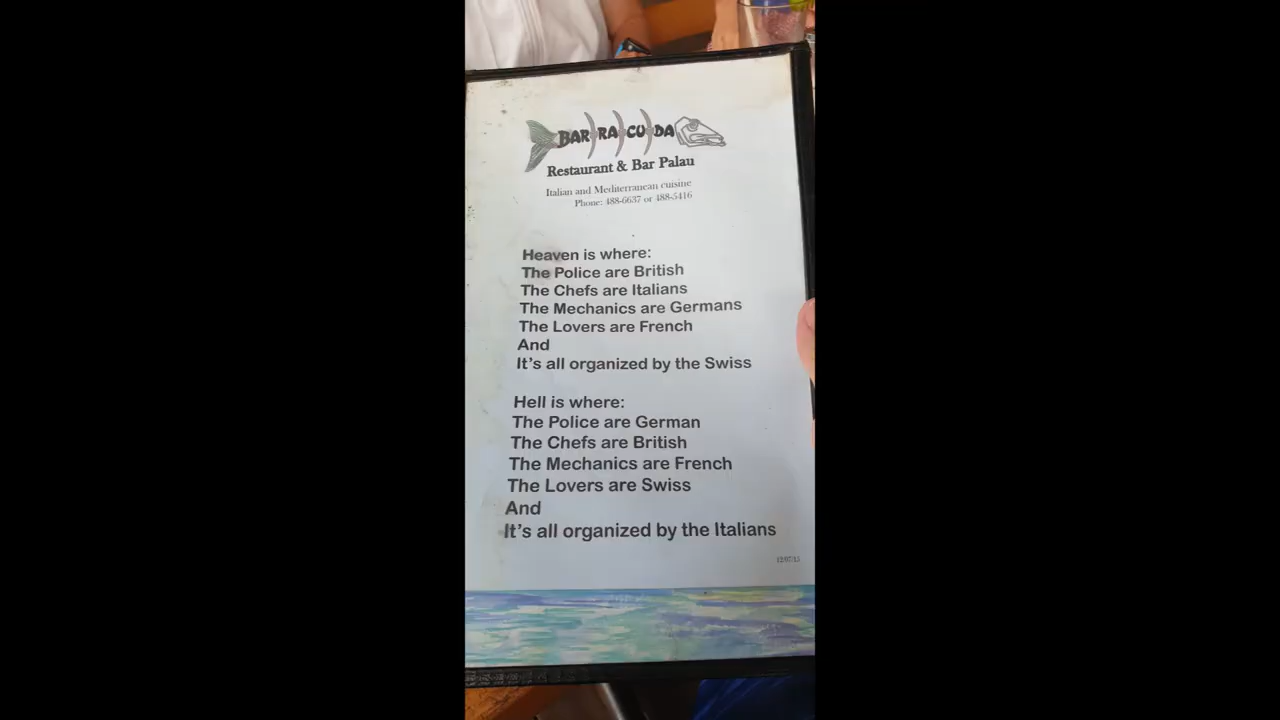 BARRACUDA
Restaurant & Bar Palau
Italian and Mediterranean cuisine
Phone: 488-6637 or 488-5416
Heaven is where:
The Police are British
The Chefs are Italians
The Mechanics are Germans
The Lovers are French
And
It's all organized by the Swiss
Hell is where:
The Police are German
The Chefs are British
The Mechanics are French
The Lovers are Swiss
And
It's all organized by the Italians
12/07/15